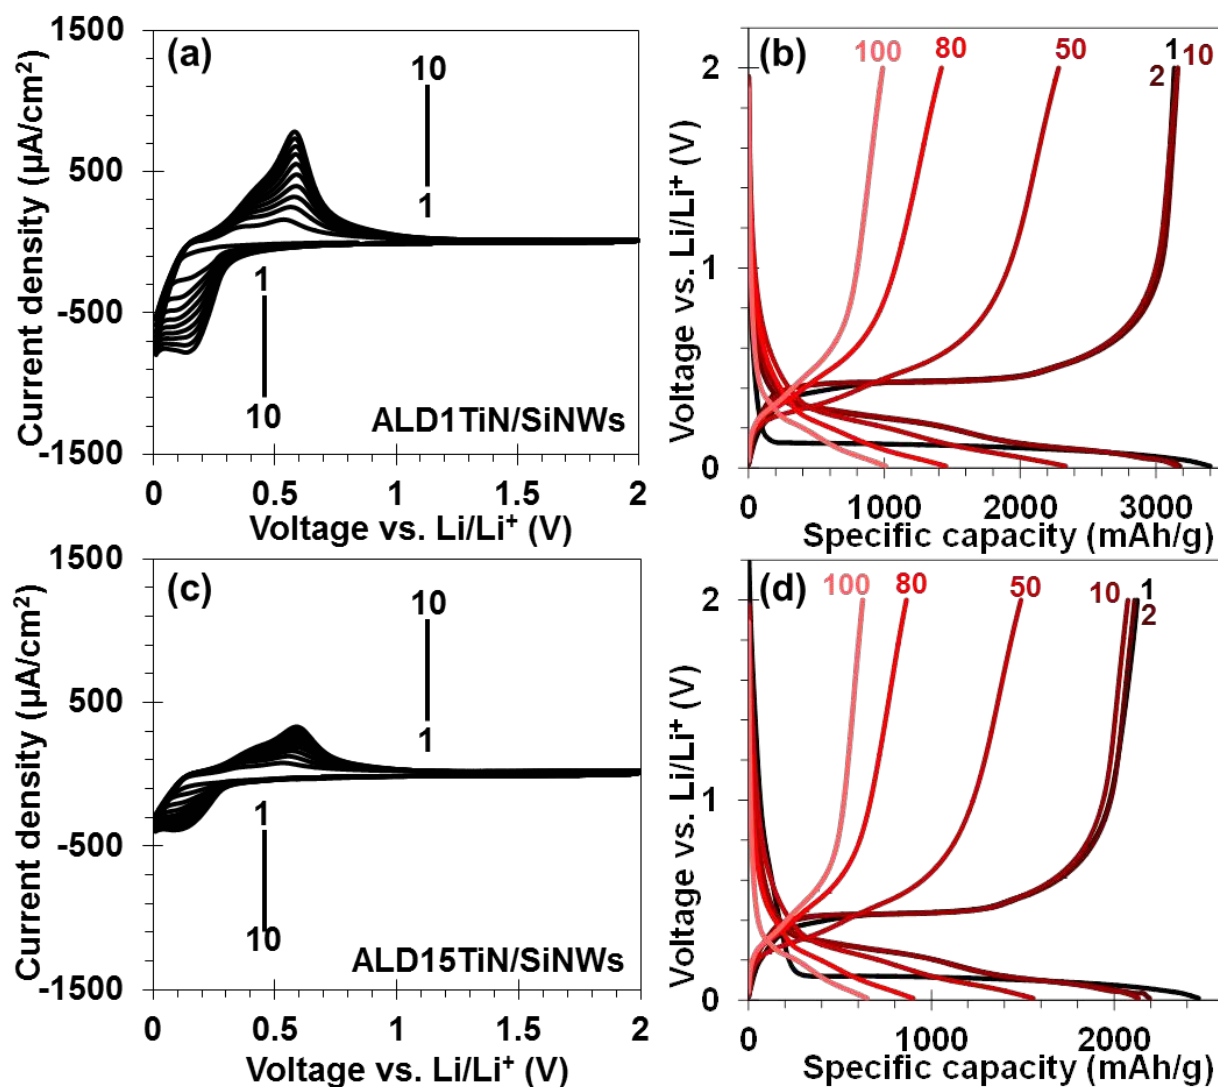 (a)
1500
500
-500
-1500
Current density (µA/cm²)
10
1
1
10
ALD1TiN/SiNWs
0 0.5 1 1.5 2
Voltage vs. Li/Li⁺ (V)
(b)
100 80 50 1 10
2
2
1
0
Voltage vs. Li/Li⁺ (V)
0 1000 2000 3000
Specific capacity (mAh/g)
(c)
1500
500
-500
-1500
Current density (µA/cm²)
10
1
1
10
ALD15TiN/SiNWs
0 0.5 1 1.5 2
Voltage vs. Li/Li⁺ (V)
(d)
100 80 50 10 1
2
2
1
0
Voltage vs. Li/Li⁺ (V)
0 1000 2000
Specific capacity (mAh/g)